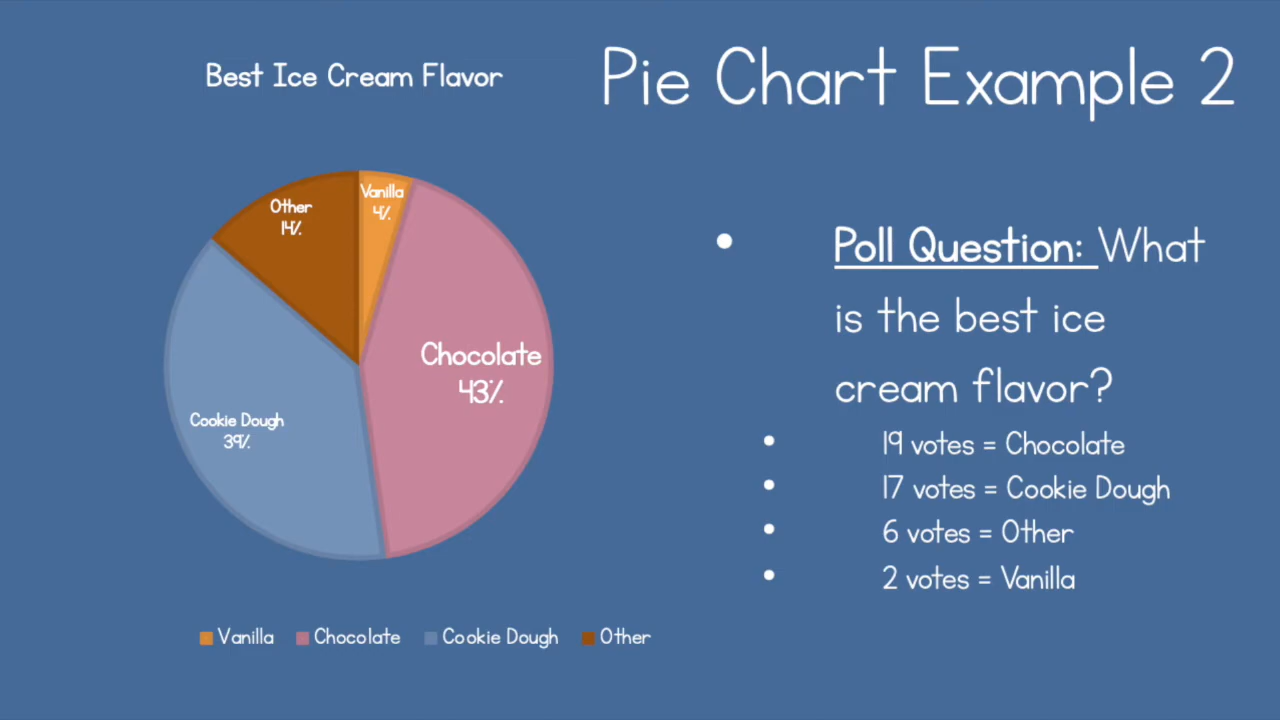 Best Ice Cream Flavor
Pie Chart Example 2
Vanilla
4%
Other
14%
Chocolate
43%
Cookie Dough
39%
Vanilla Chocolate Cookie Dough Other
Poll Question: What
is the best ice
cream flavor?
19 votes = Chocolate
17 votes = Cookie Dough
6 votes = Other
2 votes = Vanilla